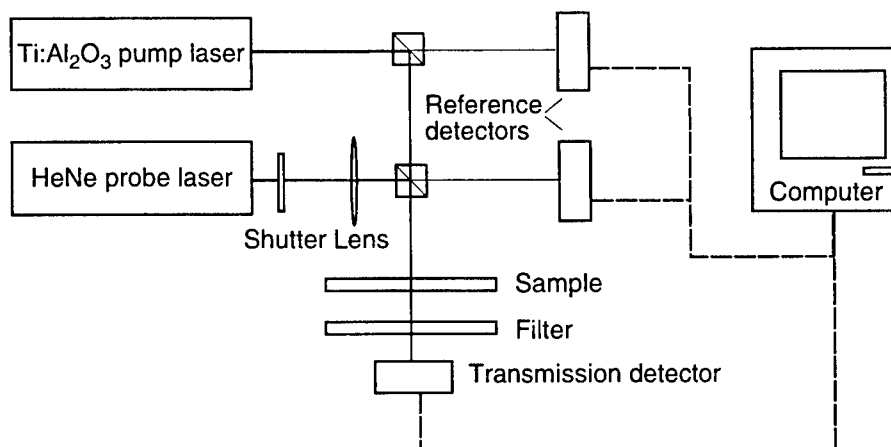 Ti:Al₂O₃ pump laser
Reference
detectors
HeNe probe laser
Computer
Shutter Lens
Sample
Filter
Transmission detector